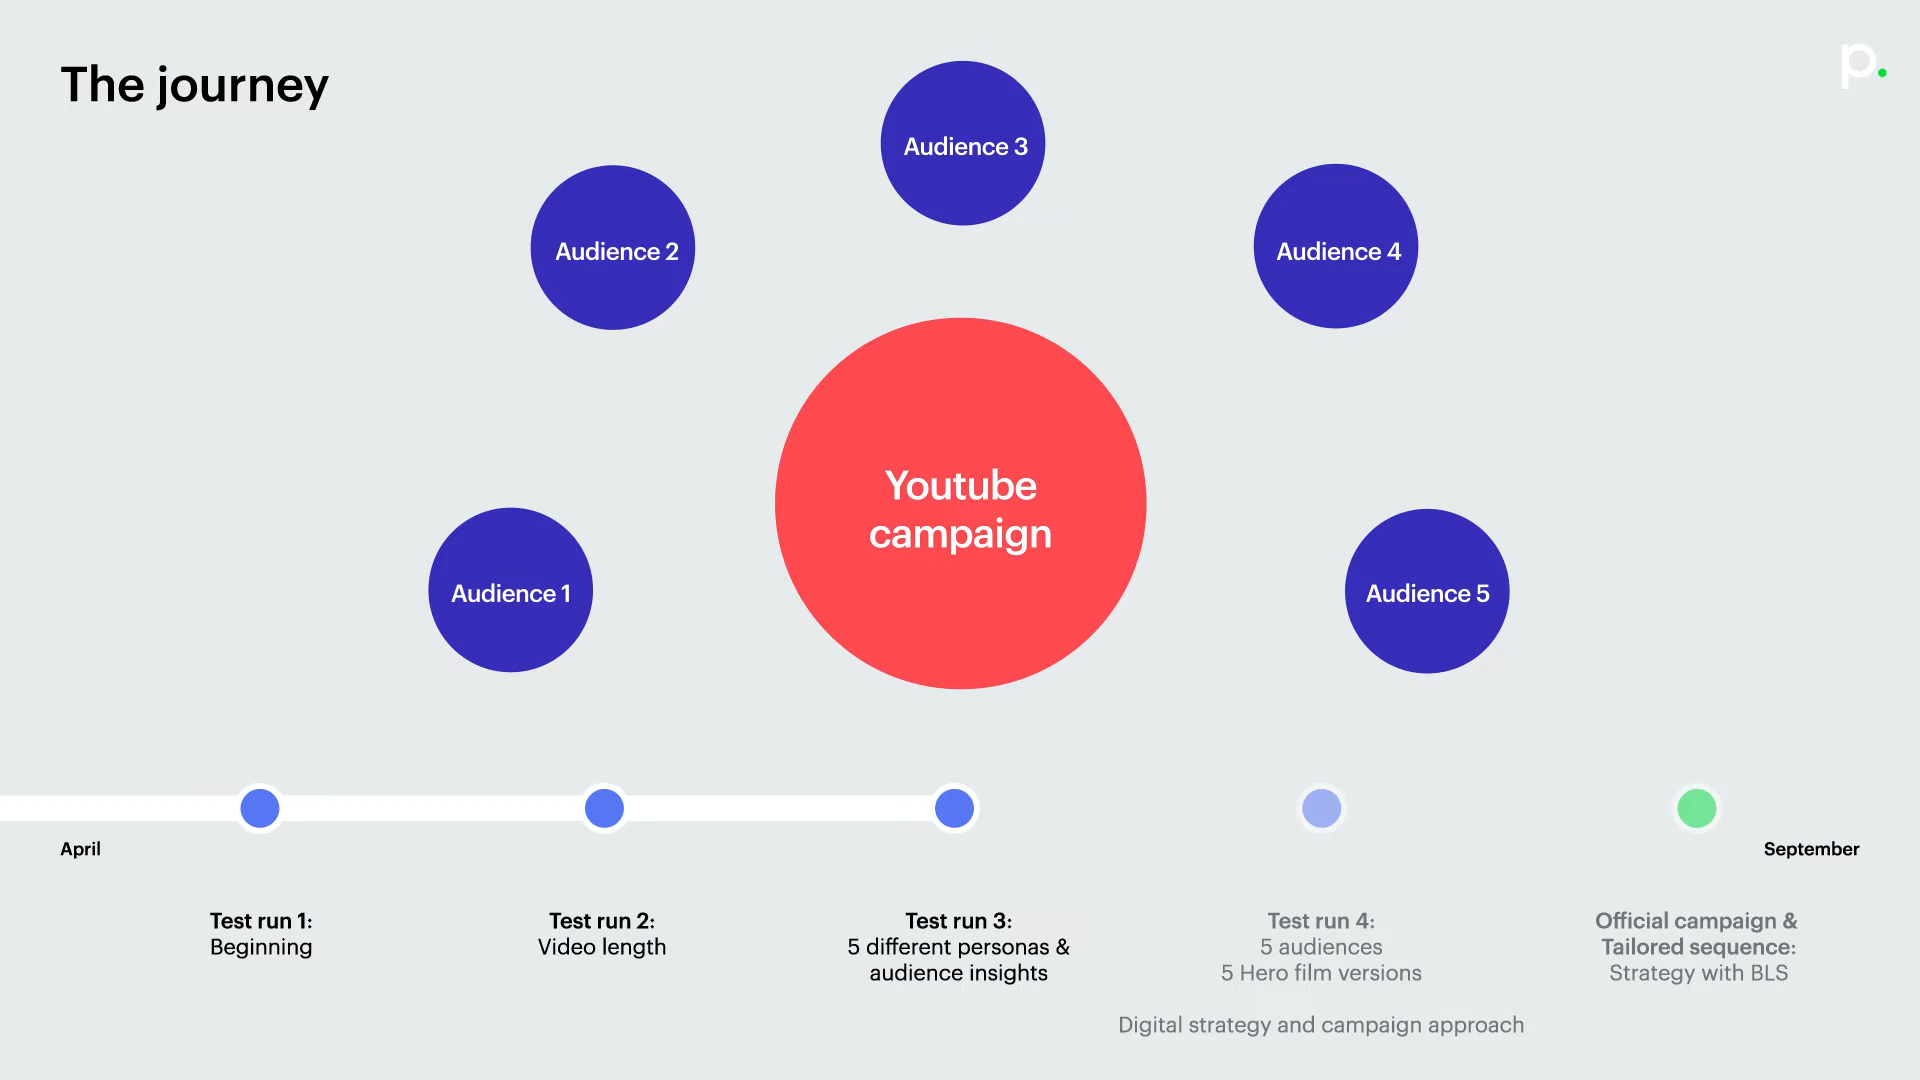 The journey
p.
Audience 3
Audience 2
Audience 4
Youtube
campaign
Audience 1
Audience 5
April
September
Test run 1:
Beginning
Test run 2:
Video length
Test run 3:
5 different personas &
audience insights
Test run 4:
5 audiences
5 Hero film versions
Digital strategy and campaign approach
Official campaign &
Tailored sequence:
Strategy with BLS